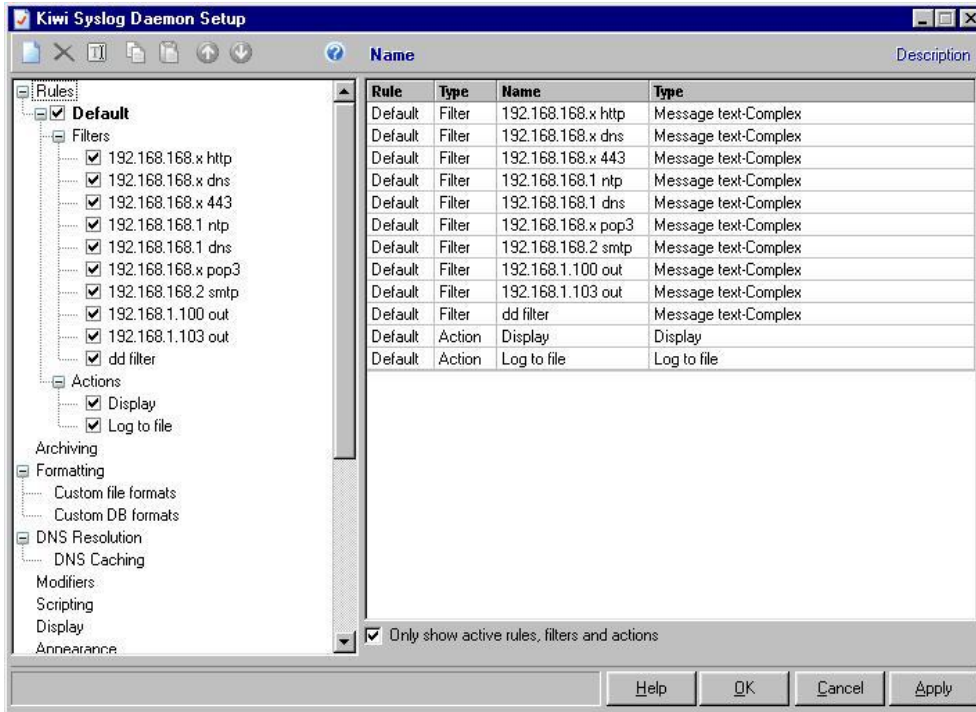 Kiwi Syslog Daemon Setup
Name Description
Rules
Default
Filters
192.168.168.x http
192.168.168.x dns
192.168.168.x 443
192.168.168.1 ntp
192.168.168.1 dns
192.168.168.x pop3
192.168.168.2 smtp
192.168.1.100 out
192.168.1.103 out
dd filter
Actions
Display
Log to file
Archiving
Formatting
Custom file formats
Custom DB formats
DNS Resolution
DNS Caching
Modifiers
Scripting
Display
Appearance
Rule Type Name Type
Default Filter 192.168.168.x http Message text-Complex
Default Filter 192.168.168.x dns Message text-Complex
Default Filter 192.168.168.x 443 Message text-Complex
Default Filter 192.168.168.1 ntp Message text-Complex
Default Filter 192.168.168.1 dns Message text-Complex
Default Filter 192.168.168.x pop3 Message text-Complex
Default Filter 192.168.168.2 smtp Message text-Complex
Default Filter 192.168.1.100 out Message text-Complex
Default Filter 192.168.1.103 out Message text-Complex
Default Filter dd filter Message text-Complex
Default Action Display Display
Default Action Log to file Log to file
Only show active rules, filters and actions
Help OK Cancel Apply